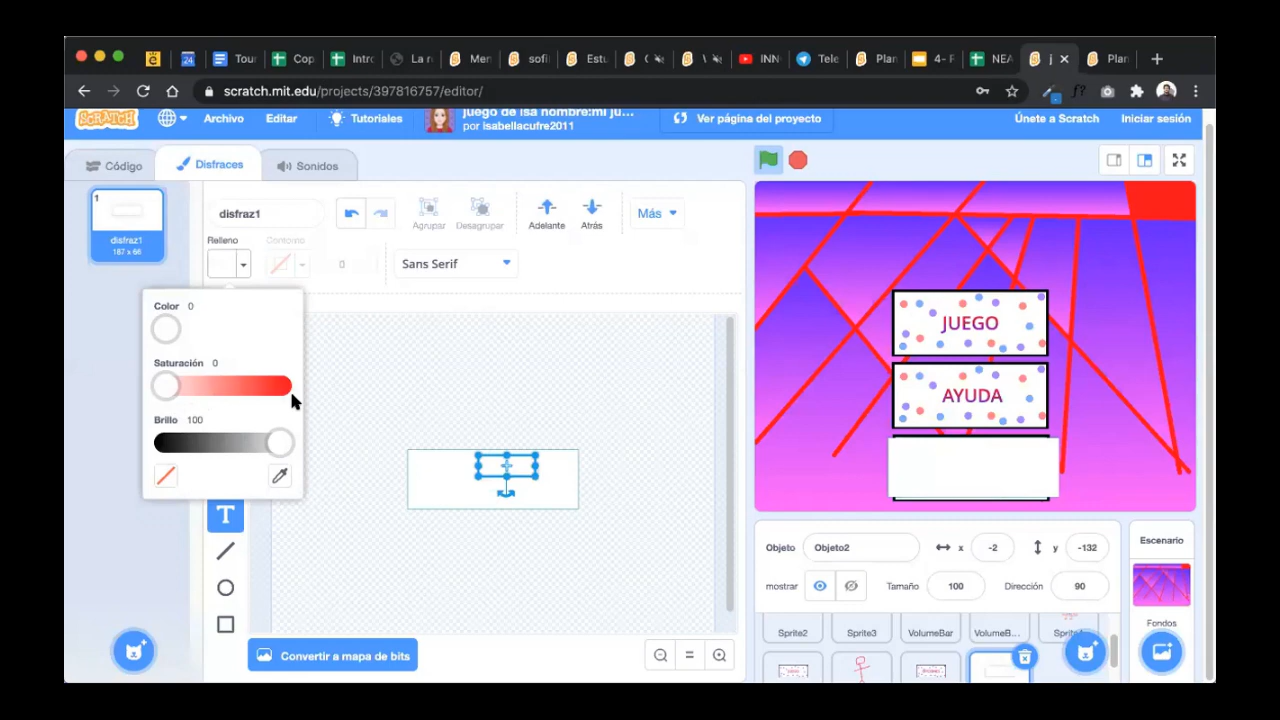 24
Tour
Cop
Intro
La r
Men
sofi
Estu
C
V
INN
Tele
Plan
4- F
NEA
j
Plan
scratch.mit.edu/projects/397816757/editor/
f?
SCRATCH
Archivo
Editar
Tutoriales
juego de isa nombre:mi ju...
por isabellacufre2011
Ver página del proyecto
Únete a Scratch
Iniciar sesión
Código
Disfraces
Sonidos
1
disfraz1
187 x 66
disfraz1
Agrupar
Desagrupar
Adelante
Atrás
Más
Relleno
Contorno
0
Sans Serif
Color 0
Saturación 0
Brillo 100
T
Convertir a mapa de bits
JUEGO
AYUDA
Objeto
Objeto2
x
-2
y
-132
mostrar
Tamaño
100
Dirección
90
Escenario
Fondos
Sprite2
Sprite3
VolumeBar
VolumeB...